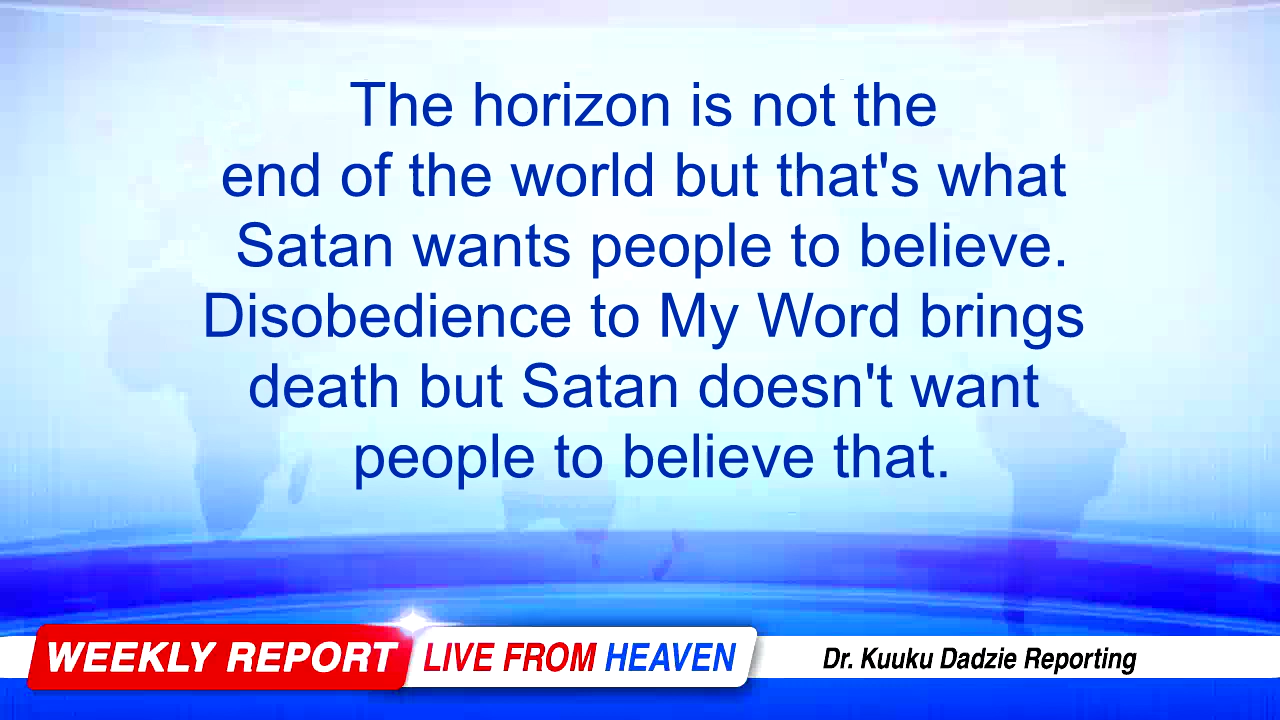 The horizon is not the
end of the world but that's what
Satan wants people to believe.
Disobedience to My Word brings
death but Satan doesn't want
people to believe that.
WEEKLY REPORT LIVE FROM HEAVEN Dr. Kuuku Dadzie Reporting